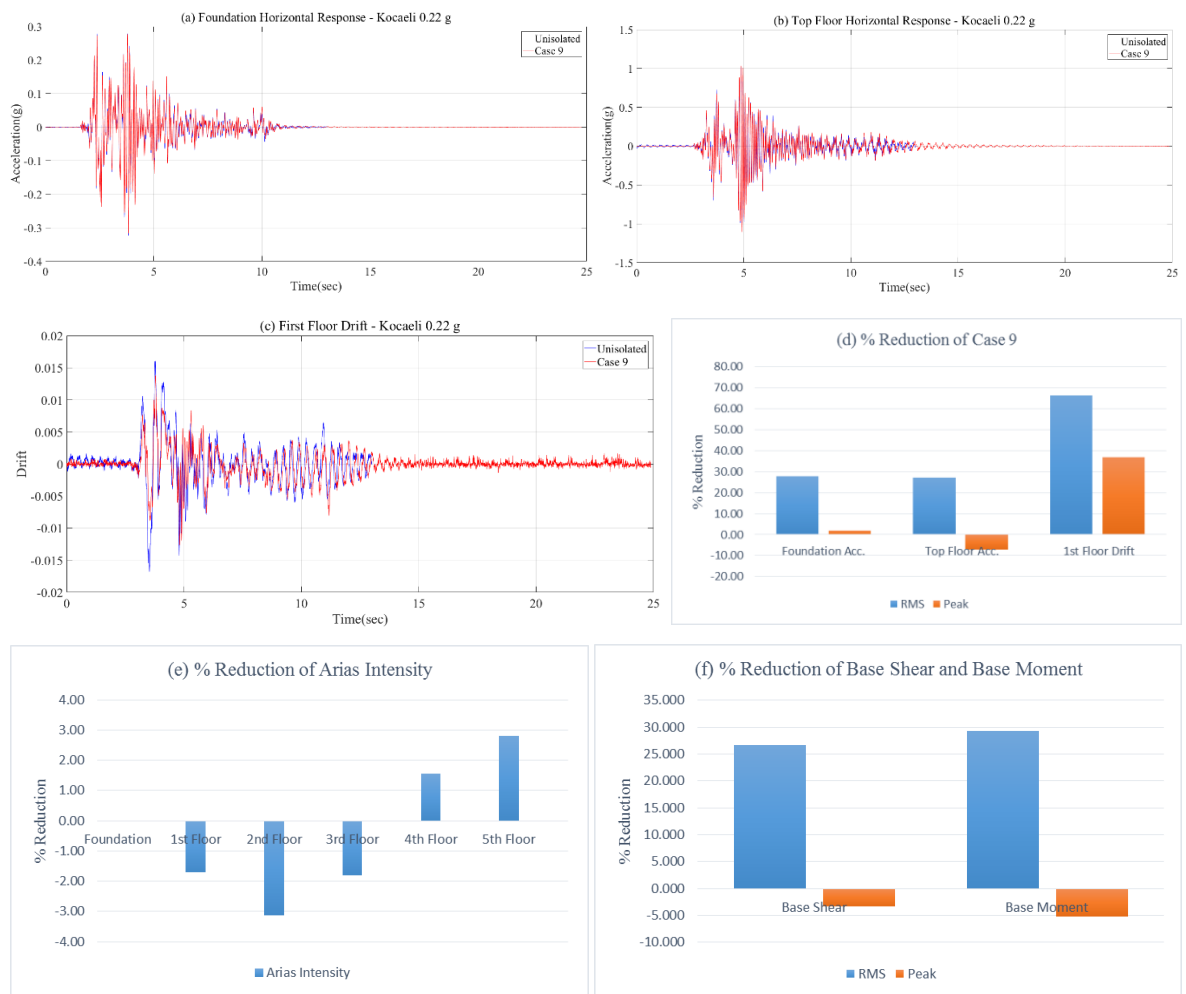 (a) Foundation Horizontal Response - Kocaeli 0.22 g
Acceleration(g)
0.3
0.2
0.1
0
-0.1
-0.2
-0.3
-0.4
0 5 10 15 20 25
Time(sec)
Unisolated
Case 9
(b) Top Floor Horizontal Response - Kocaeli 0.22 g
Acceleration(g)
1.5
1
0.5
0
-0.5
-1
-1.5
0 5 10 15 20 25
Time(sec)
Unisolated
Case 9
(c) First Floor Drift - Kocaeli 0.22 g
Drift
0.02
0.015
0.01
0.005
0
-0.005
-0.01
-0.015
-0.02
0 5 10 15 20 25
Time(sec)
Unisolated
Case 9
(d) % Reduction of Case 9
% Reduction
80.00
70.00
60.00
50.00
40.00
30.00
20.00
10.00
0.00
-10.00
-20.00
Foundation Acc. Top Floor Acc. 1st Floor Drift
RMS Peak
(e) % Reduction of Arias Intensity
% Reduction
4.00
3.00
2.00
1.00
0.00
-1.00
-2.00
-3.00
-4.00
Foundation 1st Floor 2nd Floor 3rd Floor 4th Floor 5th Floor
Arias Intensity
(f) % Reduction of Base Shear and Base Moment
% Reduction
35.000
30.000
25.000
20.000
15.000
10.000
5.000
0.000
-5.000
-10.000
Base Shear Base Moment
RMS Peak